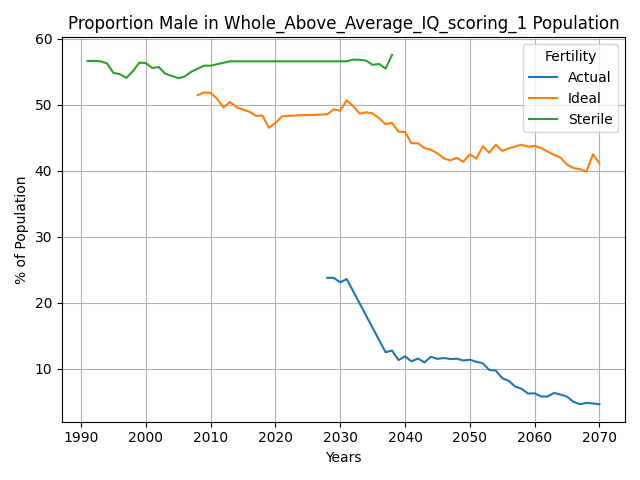 Proportion Male in Whole_Above_Average_IQ_scoring_1 Population
% of Population
60
50
40
30
20
10
Fertility
Actual
Ideal
Sterile
1990 2000 2010 2020 2030 2040 2050 2060 2070
Years